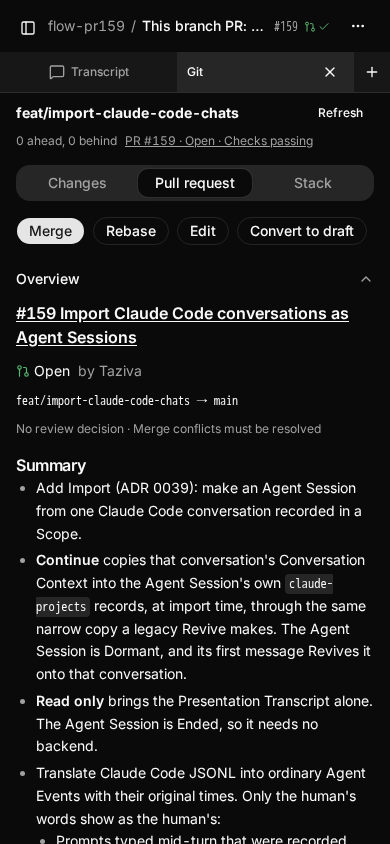 flow-pr159 / This branch PR: ... #159
Transcript
Git
feat/import-claude-code-chats
Refresh
0 ahead, 0 behind PR #159 · Open · Checks passing
Changes
Pull request
Stack
Merge
Rebase
Edit
Convert to draft
Overview
#159 Import Claude Code conversations as
Agent Sessions
Open by Taziva
feat/import-claude-code-chats → main
No review decision · Merge conflicts must be resolved
Summary
Add Import (ADR 0039): make an Agent Session
from one Claude Code conversation recorded in a
Scope.
Continue copies that conversation's Conversation
Context into the Agent Session's own claude-
projects records, at import time, through the same
narrow copy a legacy Revive makes. The Agent
Session is Dormant, and its first message Revives it
onto that conversation.
Read only brings the Presentation Transcript alone.
The Agent Session is Ended, so it needs no
backend.
Translate Claude Code JSONL into ordinary Agent
Events with their original times. Only the human's
words show as the human's:
Prompts typed mid-turn that were recorded